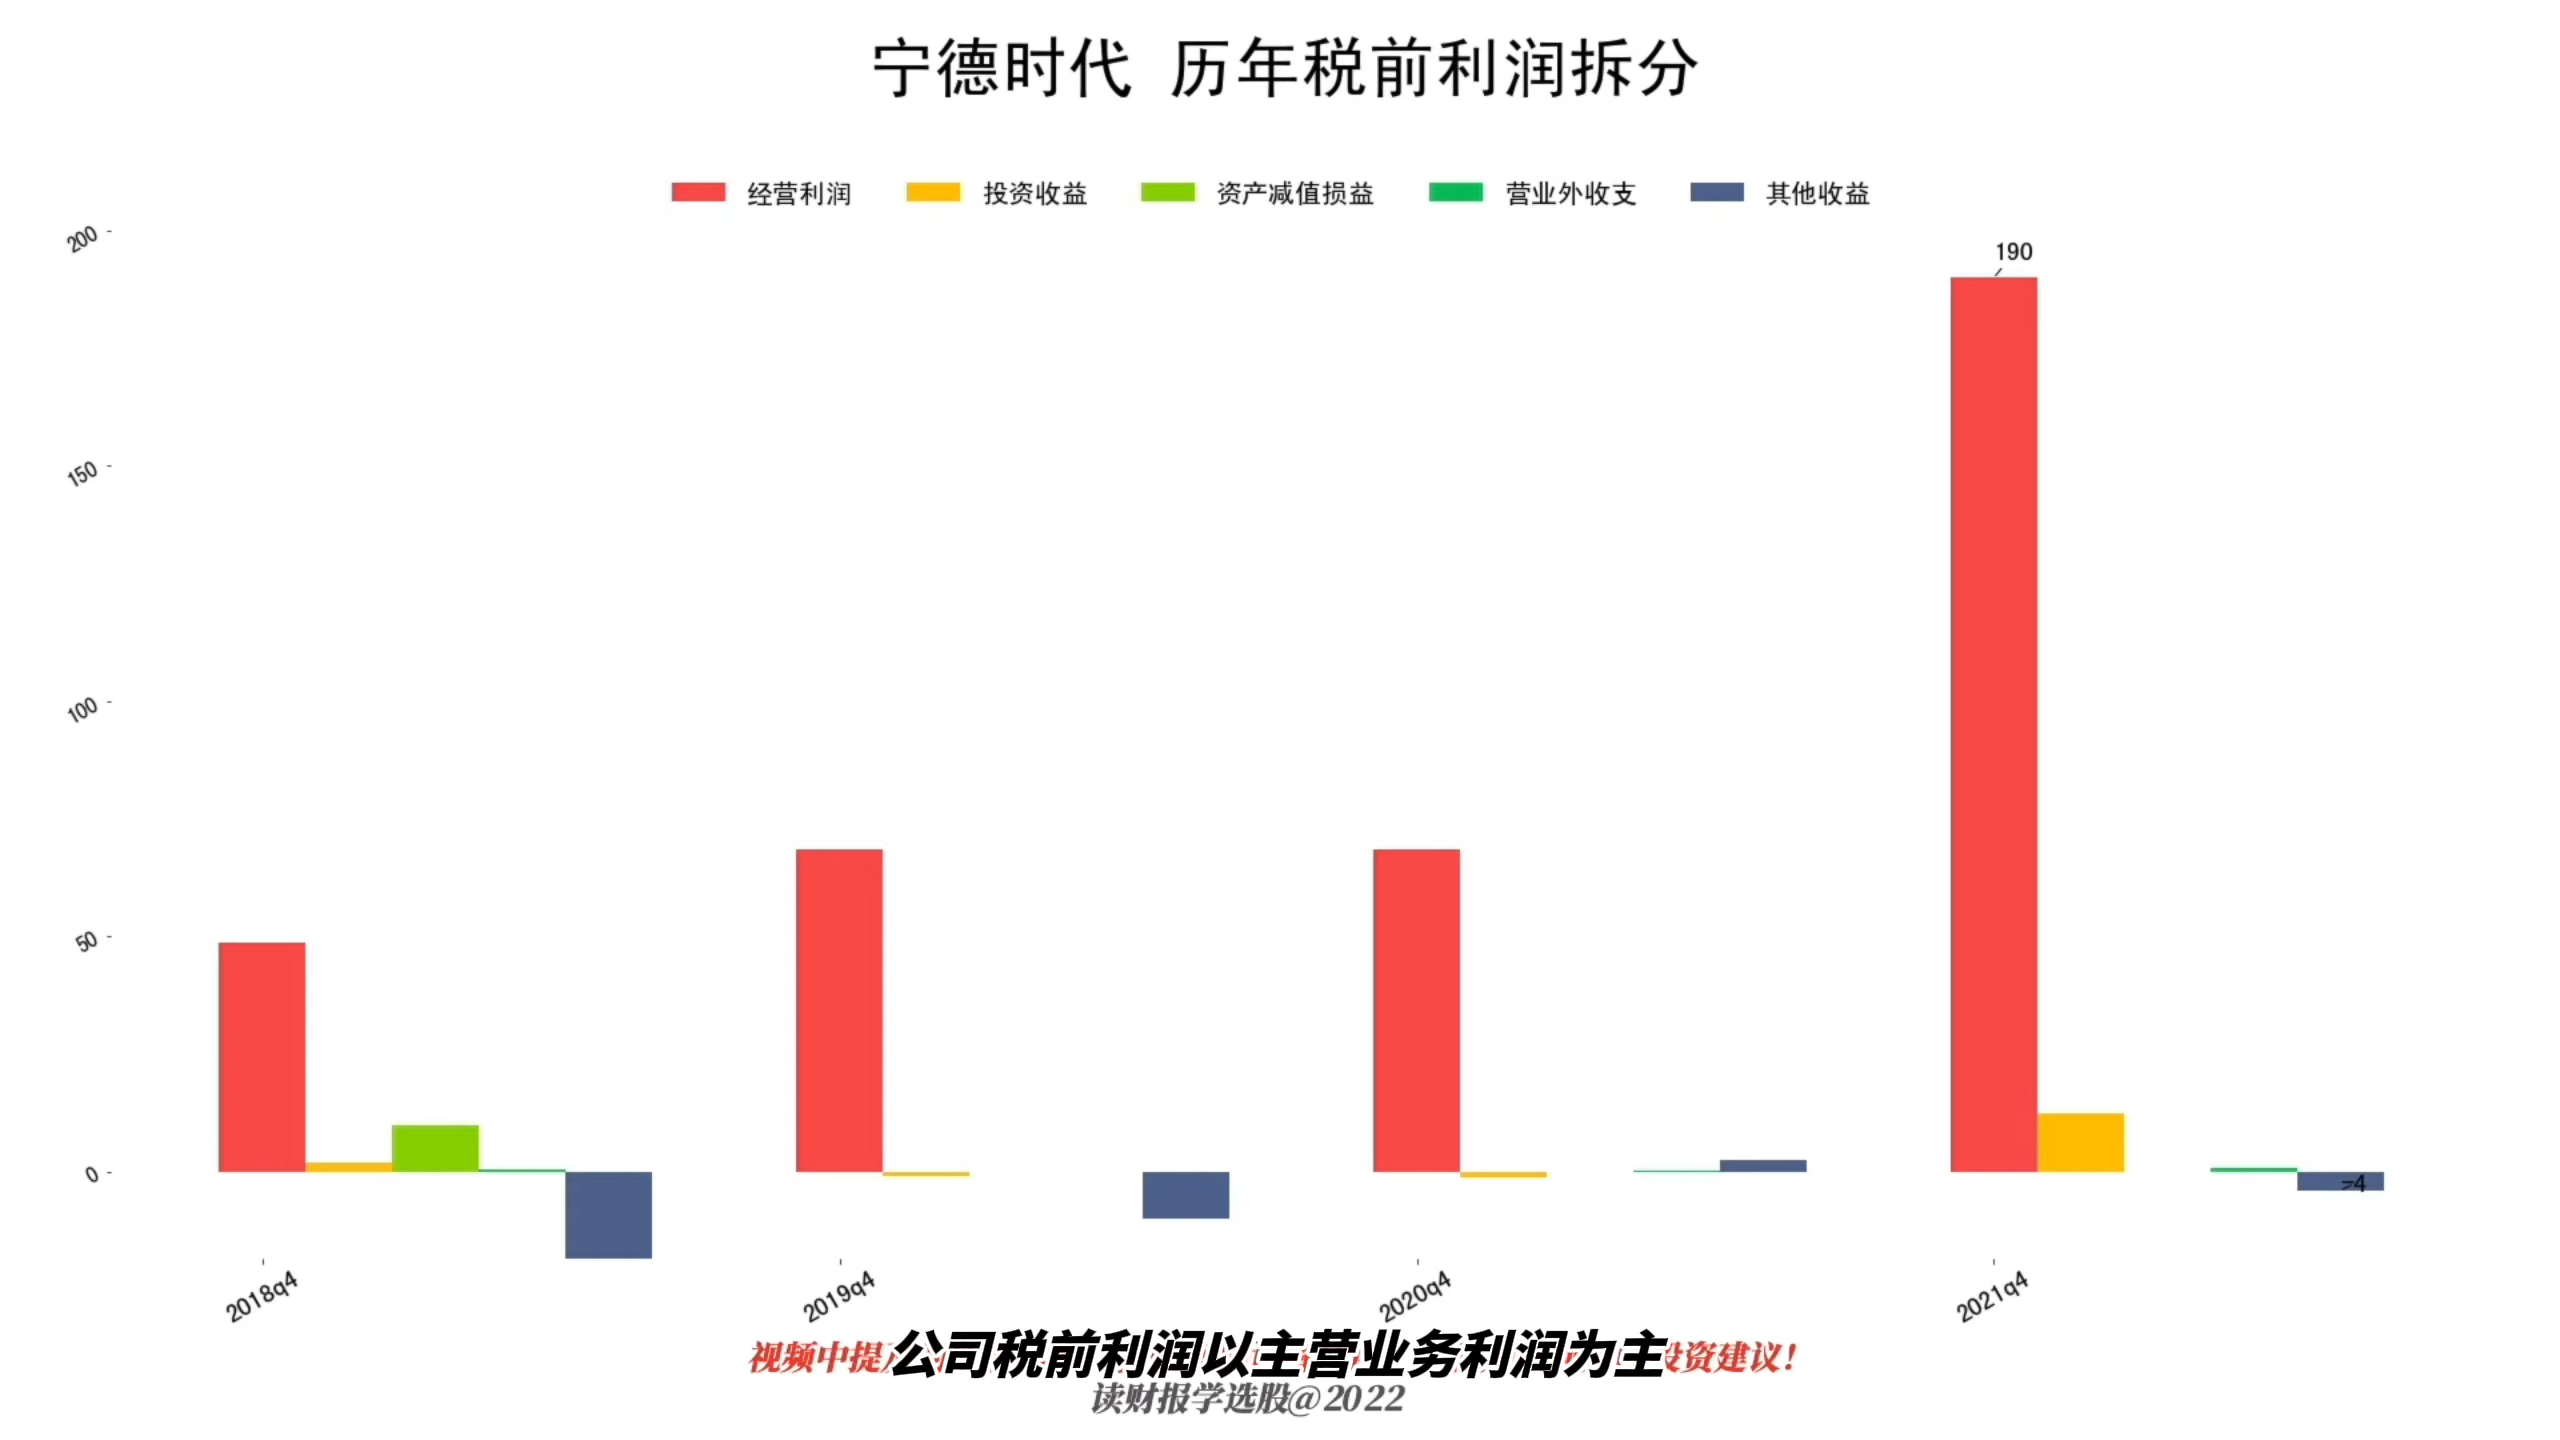 宁德时代 历年税前利润拆分
经营利润 投资收益 资产减值损益 营业外收支 其他收益
200
190
150
100
50
0
-4
2018q4 2019q4 2020q4 2021q4
视频中提 投资建议!
公司税前利润以主营业务利润为主
读财报学选股@2022